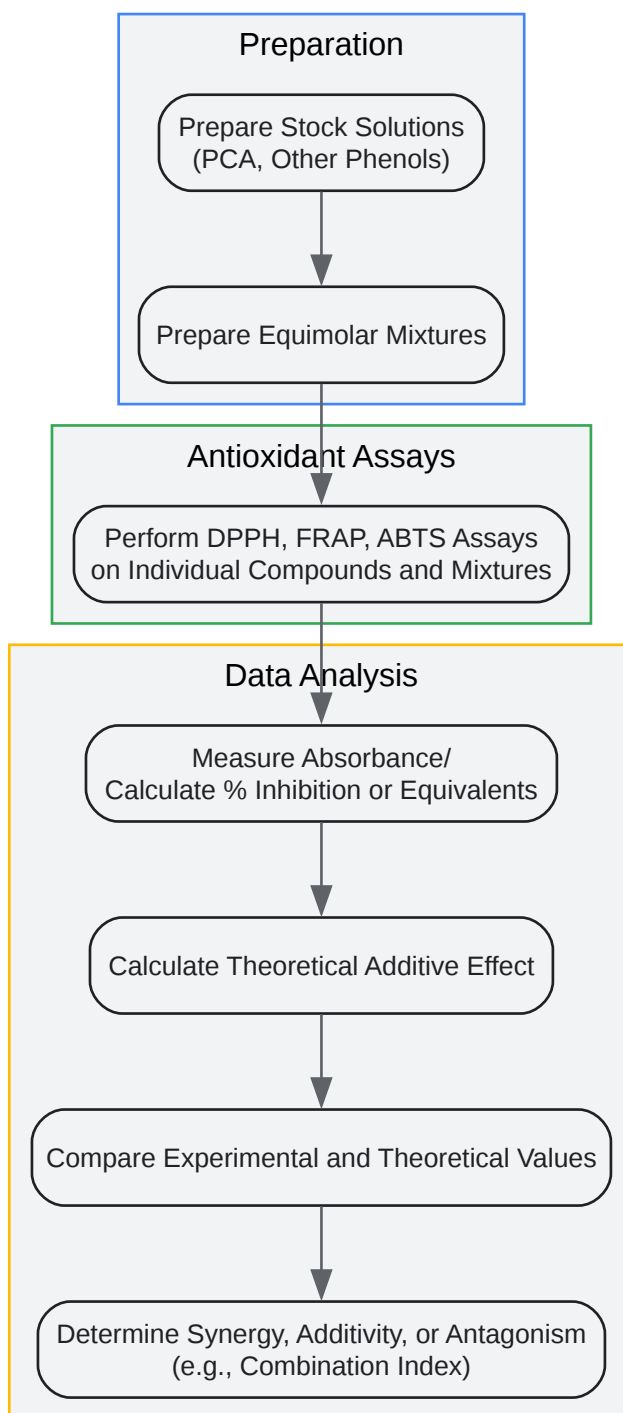 Preparation
Prepare Stock Solutions
(PCA, Other Phenols)
Prepare Equimolar Mixtures
Antioxidant Assays
Perform DPPH, FRAP, ABTS Assays
on Individual Compounds and Mixtures
Data Analysis
Measure Absorbance/
Calculate % Inhibition or Equivalents
Calculate Theoretical Additive Effect
Compare Experimental and Theoretical Values
Determine Synergy, Additivity, or Antagonism
(e.g., Combination Index)